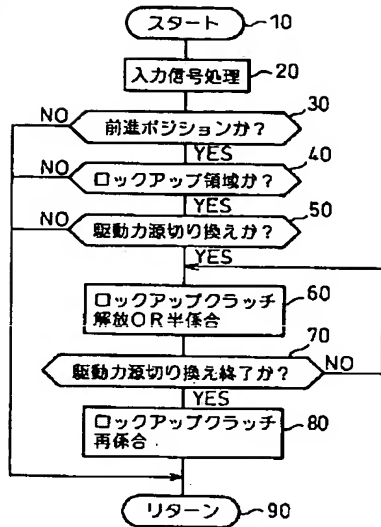 スタート
10
入力信号処理
20
30
NO
前進ポジションか?
YES
40
NO
ロックアップ領域か?
YES
50
NO
駆動力源切り換えか?
YES
60
ロックアップクラッチ
解放OR半係合
70
駆動力源切り換え終了か?
NO
YES
80
ロックアップクラッチ
再係合
リターン
90